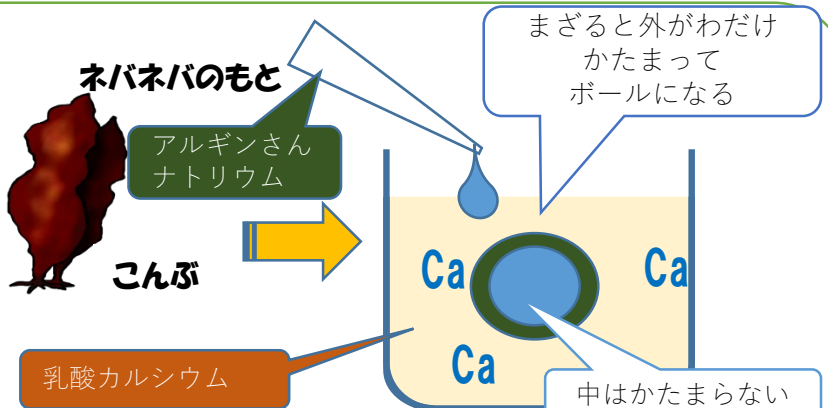 ネバネバのもと
アルギンさん
ナトリウム
こんぶ
まざると外がわだけ
かたまって
ボールになる
Ca
Ca
Ca
乳酸カルシウム
中はかたまらない